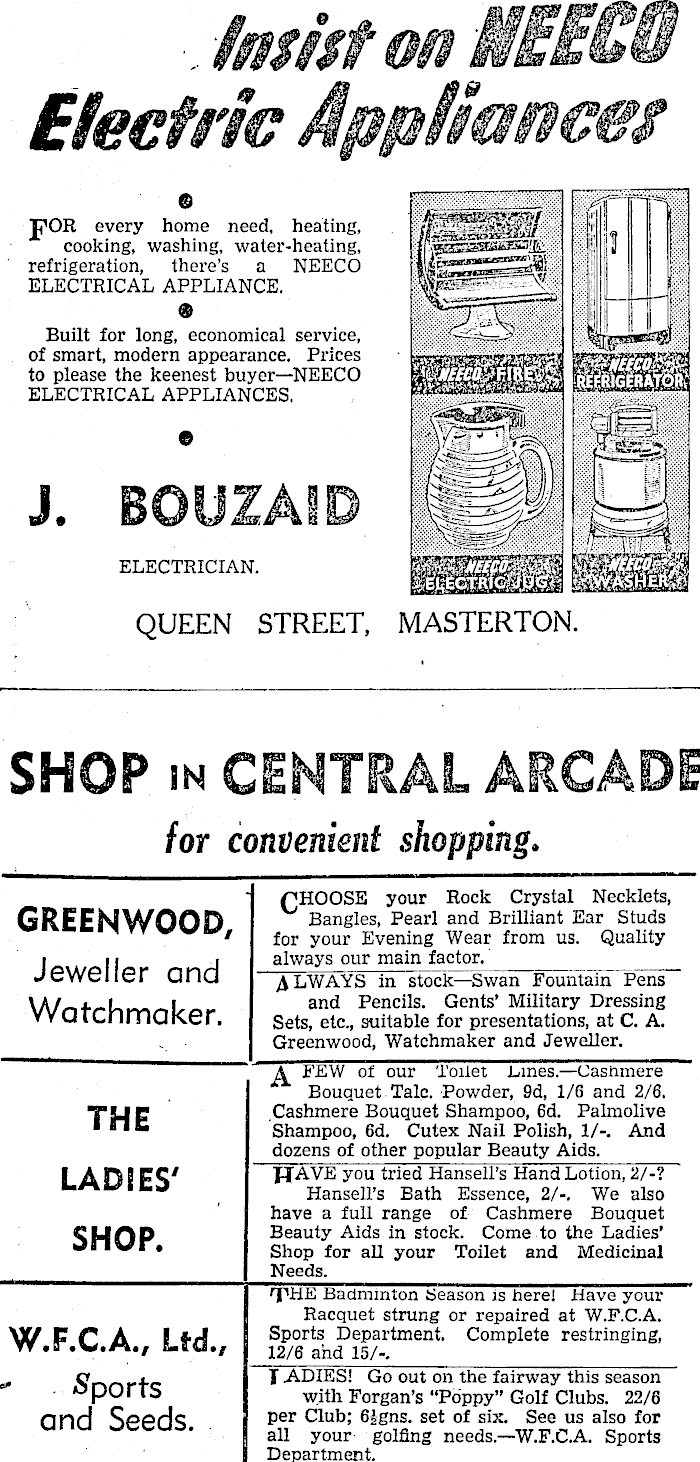 Insist on NEECO
Electric Appliances
FOR every home need, heating,
cooking, washing, water-heating,
refrigeration, there's a NEECO
ELECTRICAL APPLIANCE.
Built for long, economical service,
of smart, modern appearance. Prices
to please the keenest buyer—NEECO
ELECTRICAL APPLIANCES.
J. BOUZAID
ELECTRICIAN.
NEECO FIRE
NEECO
REFRIGERATOR
NEECO
ELECTRIC JUG
NEECO
WASHER
QUEEN STREET, MASTERTON.
SHOP IN CENTRAL ARCADE
for convenient shopping.
GREENWOOD,
Jeweller and
Watchmaker.
CHOOSE your Rock Crystal Necklets,
Bangles, Pearl and Brilliant Ear Studs
for your Evening Wear from us. Quality
always our main factor.
ALWAYS in stock—Swan Fountain Pens
and Pencils. Gents' Military Dressing
Sets, etc., suitable for presentations, at C. A.
Greenwood, Watchmaker and Jeweller.
THE
LADIES'
SHOP.
A FEW of our Toilet Lines.—Cashmere
Bouquet Talc. Powder, 9d, 1/6 and 2/6.
Cashmere Bouquet Shampoo, 6d. Palmolive
Shampoo, 6d. Cutex Nail Polish, 1/-. And
dozens of other popular Beauty Aids.
HAVE you tried Hansell's Hand Lotion, 2/-?
Hansell's Bath Essence, 2/-. We also
have a full range of Cashmere Bouquet
Beauty Aids in stock. Come to the Ladies'
Shop for all your Toilet and Medicinal
Needs.
W.F.C.A., Ltd.,
Sports
and Seeds.
THE Badminton Season is here! Have your
Racquet strung or repaired at W.F.C.A.
Sports Department. Complete restringing,
12/6 and 15/-.
LADIES! Go out on the fairway this season
with Forgan's "Poppy" Golf Clubs. 22/6
per Club; 6½gns. set of six. See us also for
all your golfing needs.—W.F.C.A. Sports
Department.